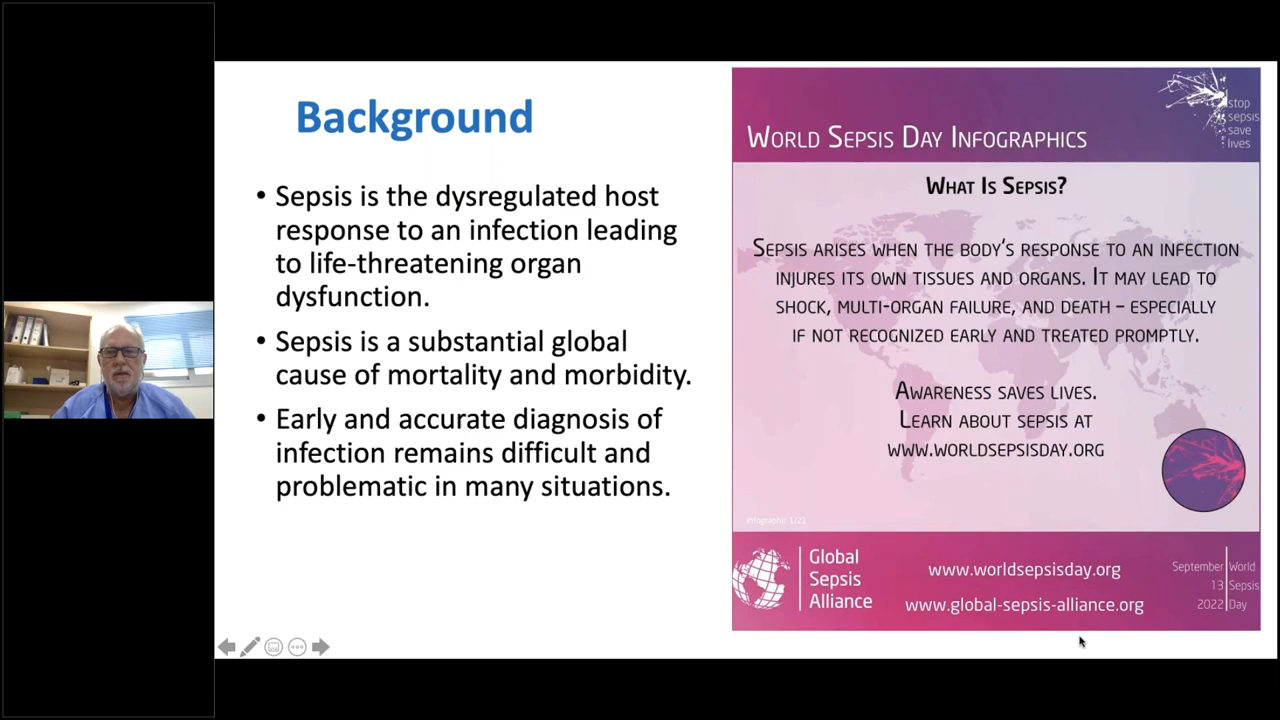 Background
• Sepsis is the dysregulated host
response to an infection leading
to life-threatening organ
dysfunction.
• Sepsis is a substantial global
cause of mortality and morbidity.
• Early and accurate diagnosis of
infection remains difficult and
problematic in many situations.
stop
sepsis
save
lives
World Sepsis Day Infographics
What Is Sepsis?
Sepsis arises when the body's response to an infection
injures its own tissues and organs. It may lead to
shock, multi-organ failure, and death – especially
if not recognized early and treated promptly.
Awareness saves lives.
Learn about sepsis at
www.worldsepsisday.org
Infographic 1/21
Global
Sepsis
Alliance
www.worldsepsisday.org
www.global-sepsis-alliance.org
September World
13 Sepsis
2022 Day